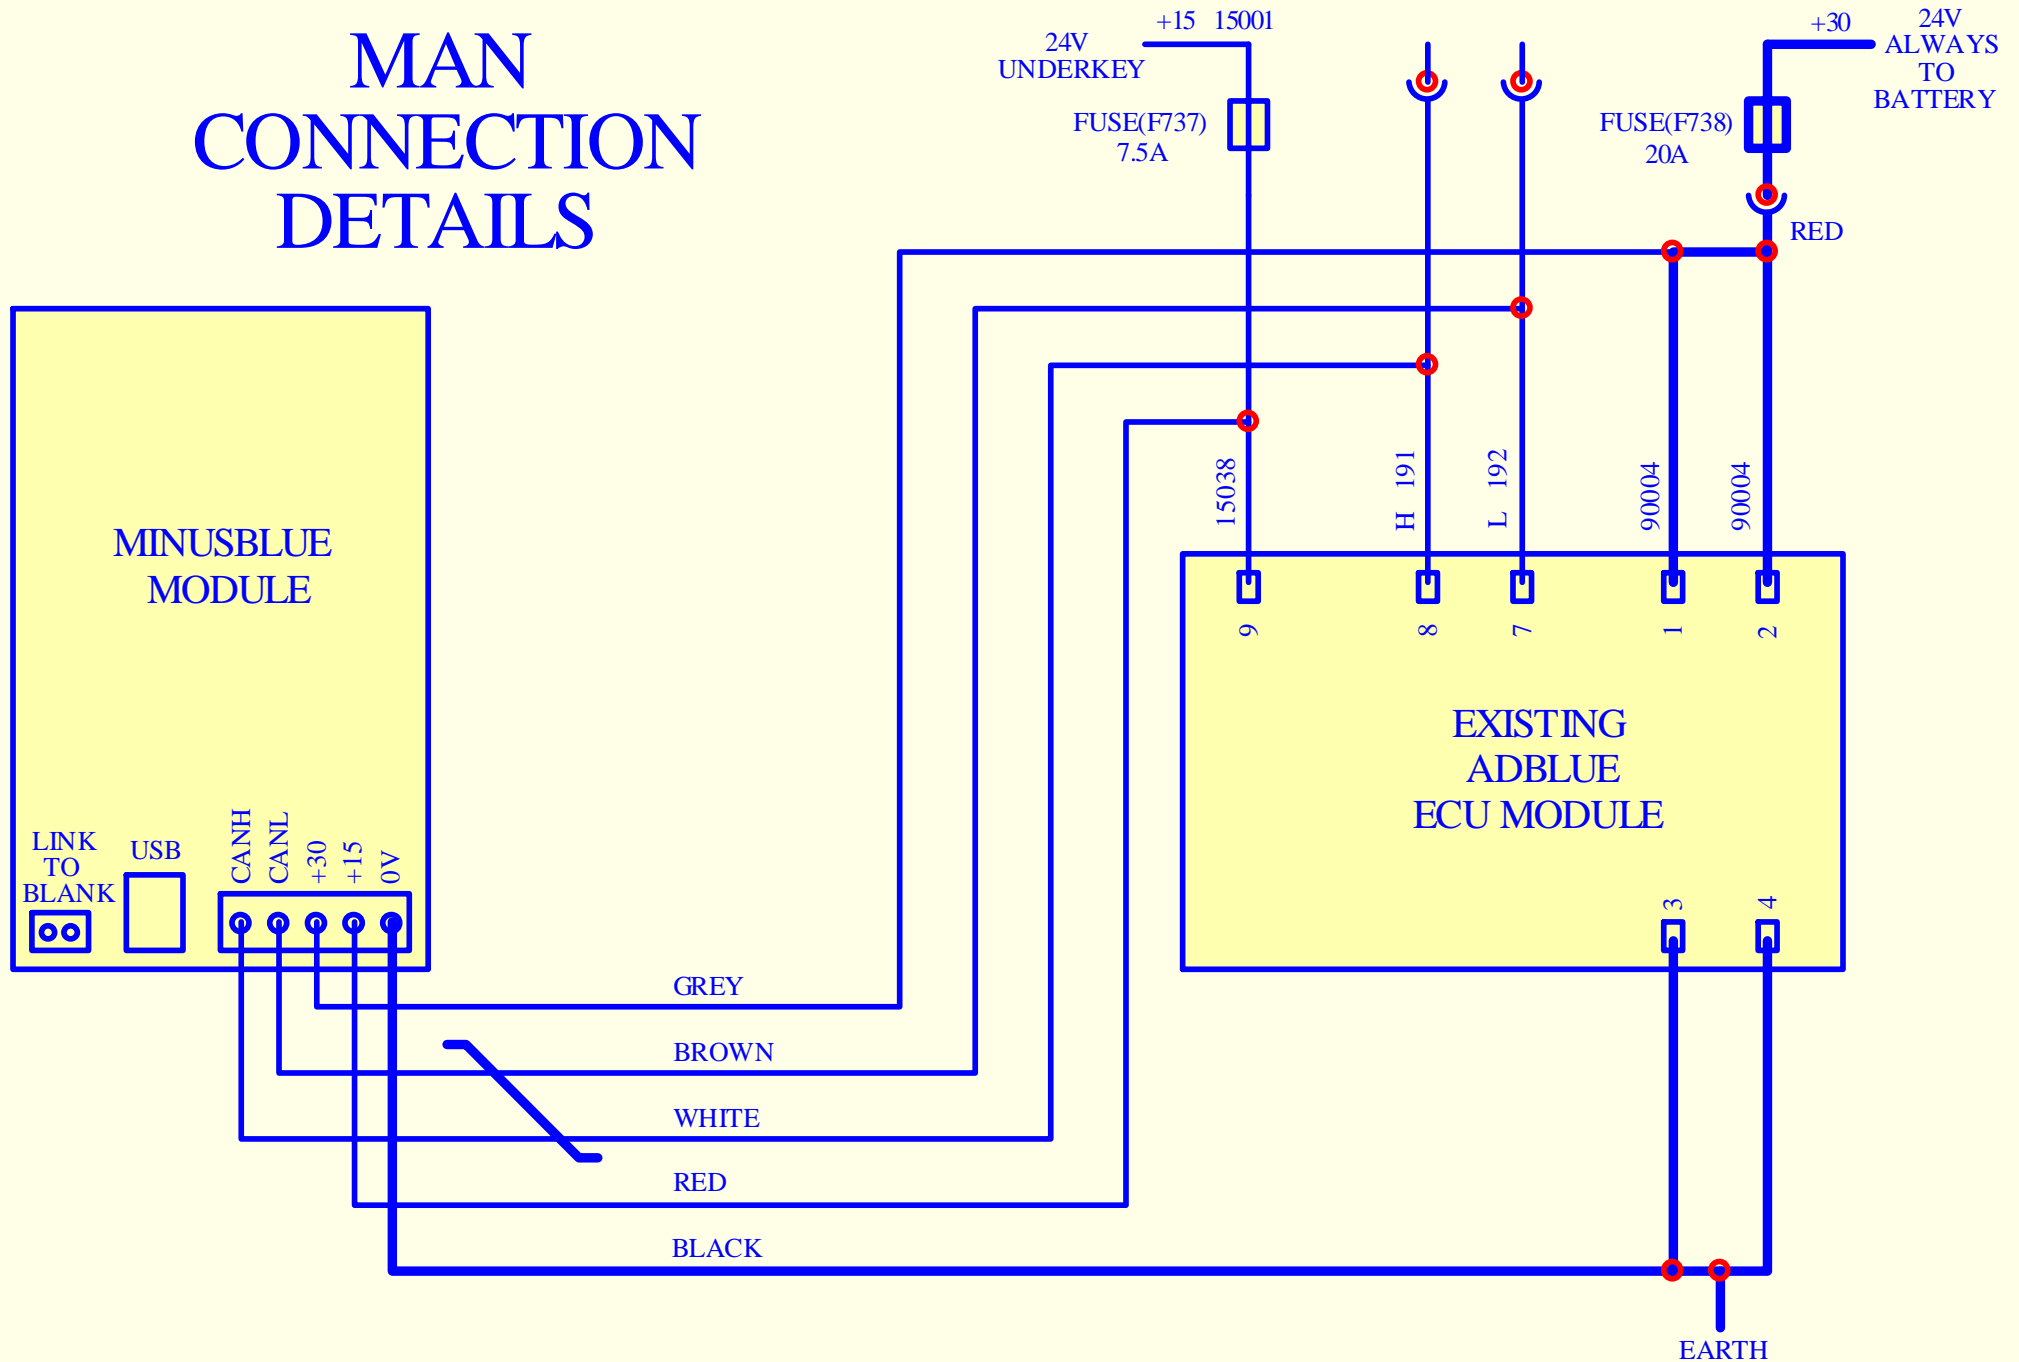 MAN
CONNECTION
DETAILS
+15 15001
24V
UNDERKEY
FUSE(F737)
7.5A
+30
24V
ALWAYS
TO
BATTERY
FUSE(F738)
20A
RED
15038
H 191
L 192
90004
90004
MINUSBLUE
MODULE
9
8
7
1
2
EXISTING
ADBLUE
ECU MODULE
3
4
LINK
TO
BLANK
USB
CANH
CANL
+30
+15
0V
GREY
BROWN
WHITE
RED
BLACK
EARTH